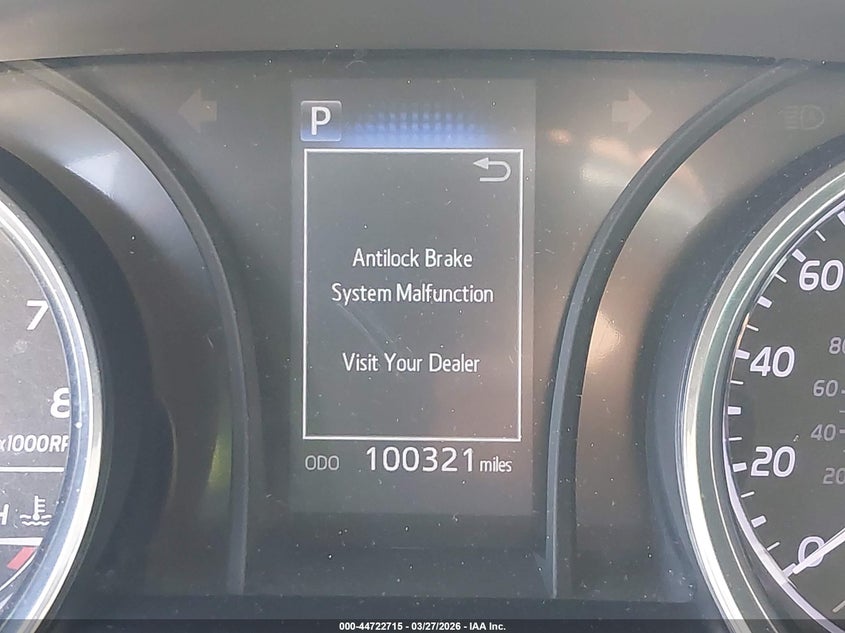 P
Antilock Brake
System Malfunction
Visit Your Dealer
ODO 100321 miles
7
8
H
60
40
20
0
80
60
40
20
000-44722715 - 03/27/2026 - IAA Inc.